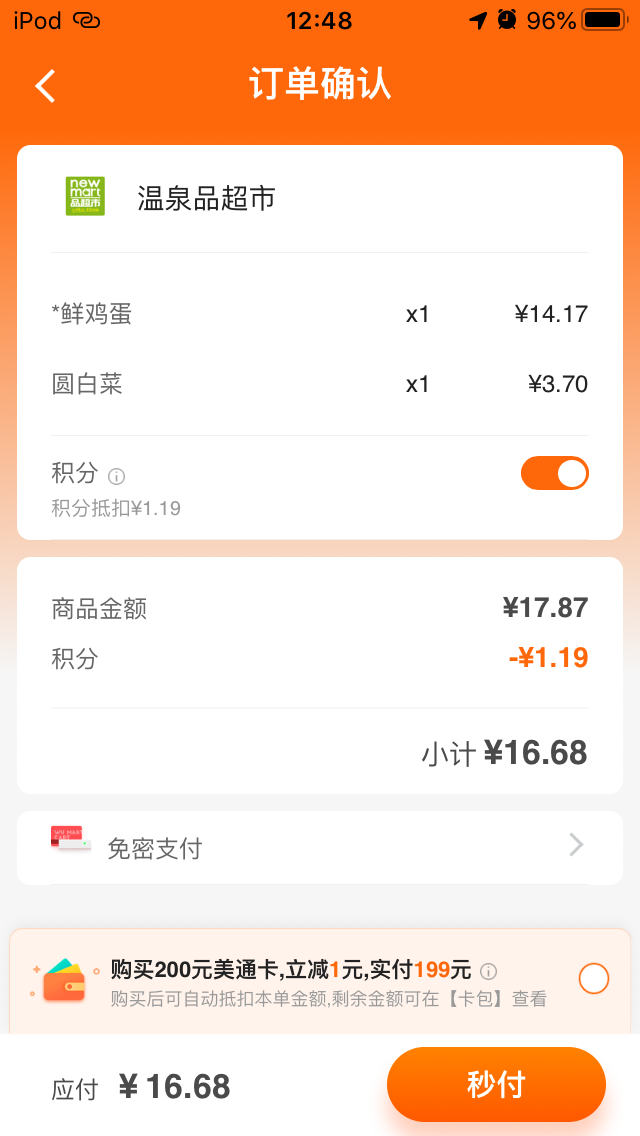 iPod 12:48 96%
订单确认
new
mart
品超市
温泉品超市
*鲜鸡蛋 x1 ¥14.17
圆白菜 x1 ¥3.70
积分
积分抵扣¥1.19
商品金额 ¥17.87
积分 -¥1.19
小计 ¥16.68
WU MART
CARD
免密支付
购买200元美通卡,立减1元,实付199元
购买后可自动抵扣本单金额,剩余金额可在【卡包】查看
应付 ¥16.68
秒付